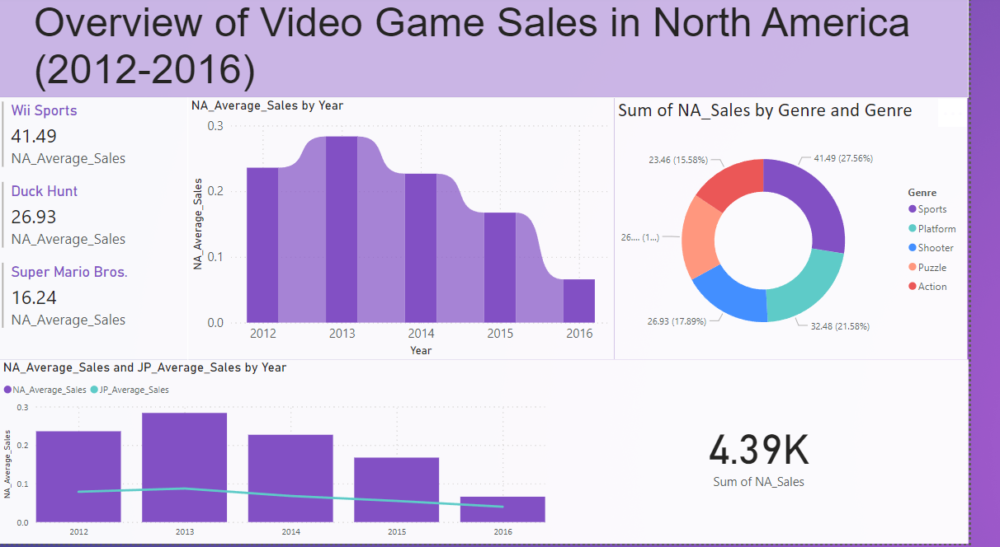 Overview of Video Game Sales in North America
(2012-2016)
Wii Sports
41.49
NA_Average_Sales
Duck Hunt
26.93
NA_Average_Sales
Super Mario Bros.
16.24
NA_Average_Sales
NA_Average_Sales by Year
NA_Average_Sales
0.3
0.2
0.1
0.0
2012
2013
2014
2015
2016
Year
Sum of NA_Sales by Genre and Genre
23.46 (15.58%)
41.49 (27.56%)
26.... (1...)
26.93 (17.89%)
32.48 (21.58%)
Genre
Sports
Platform
Shooter
Puzzle
Action
NA_Average_Sales and JP_Average_Sales by Year
NA_Average_Sales JP_Average_Sales
NA_Average_Sales
0.3
0.2
0.1
0.0
2012
2013
2014
2015
2016
4.39K
Sum of NA_Sales